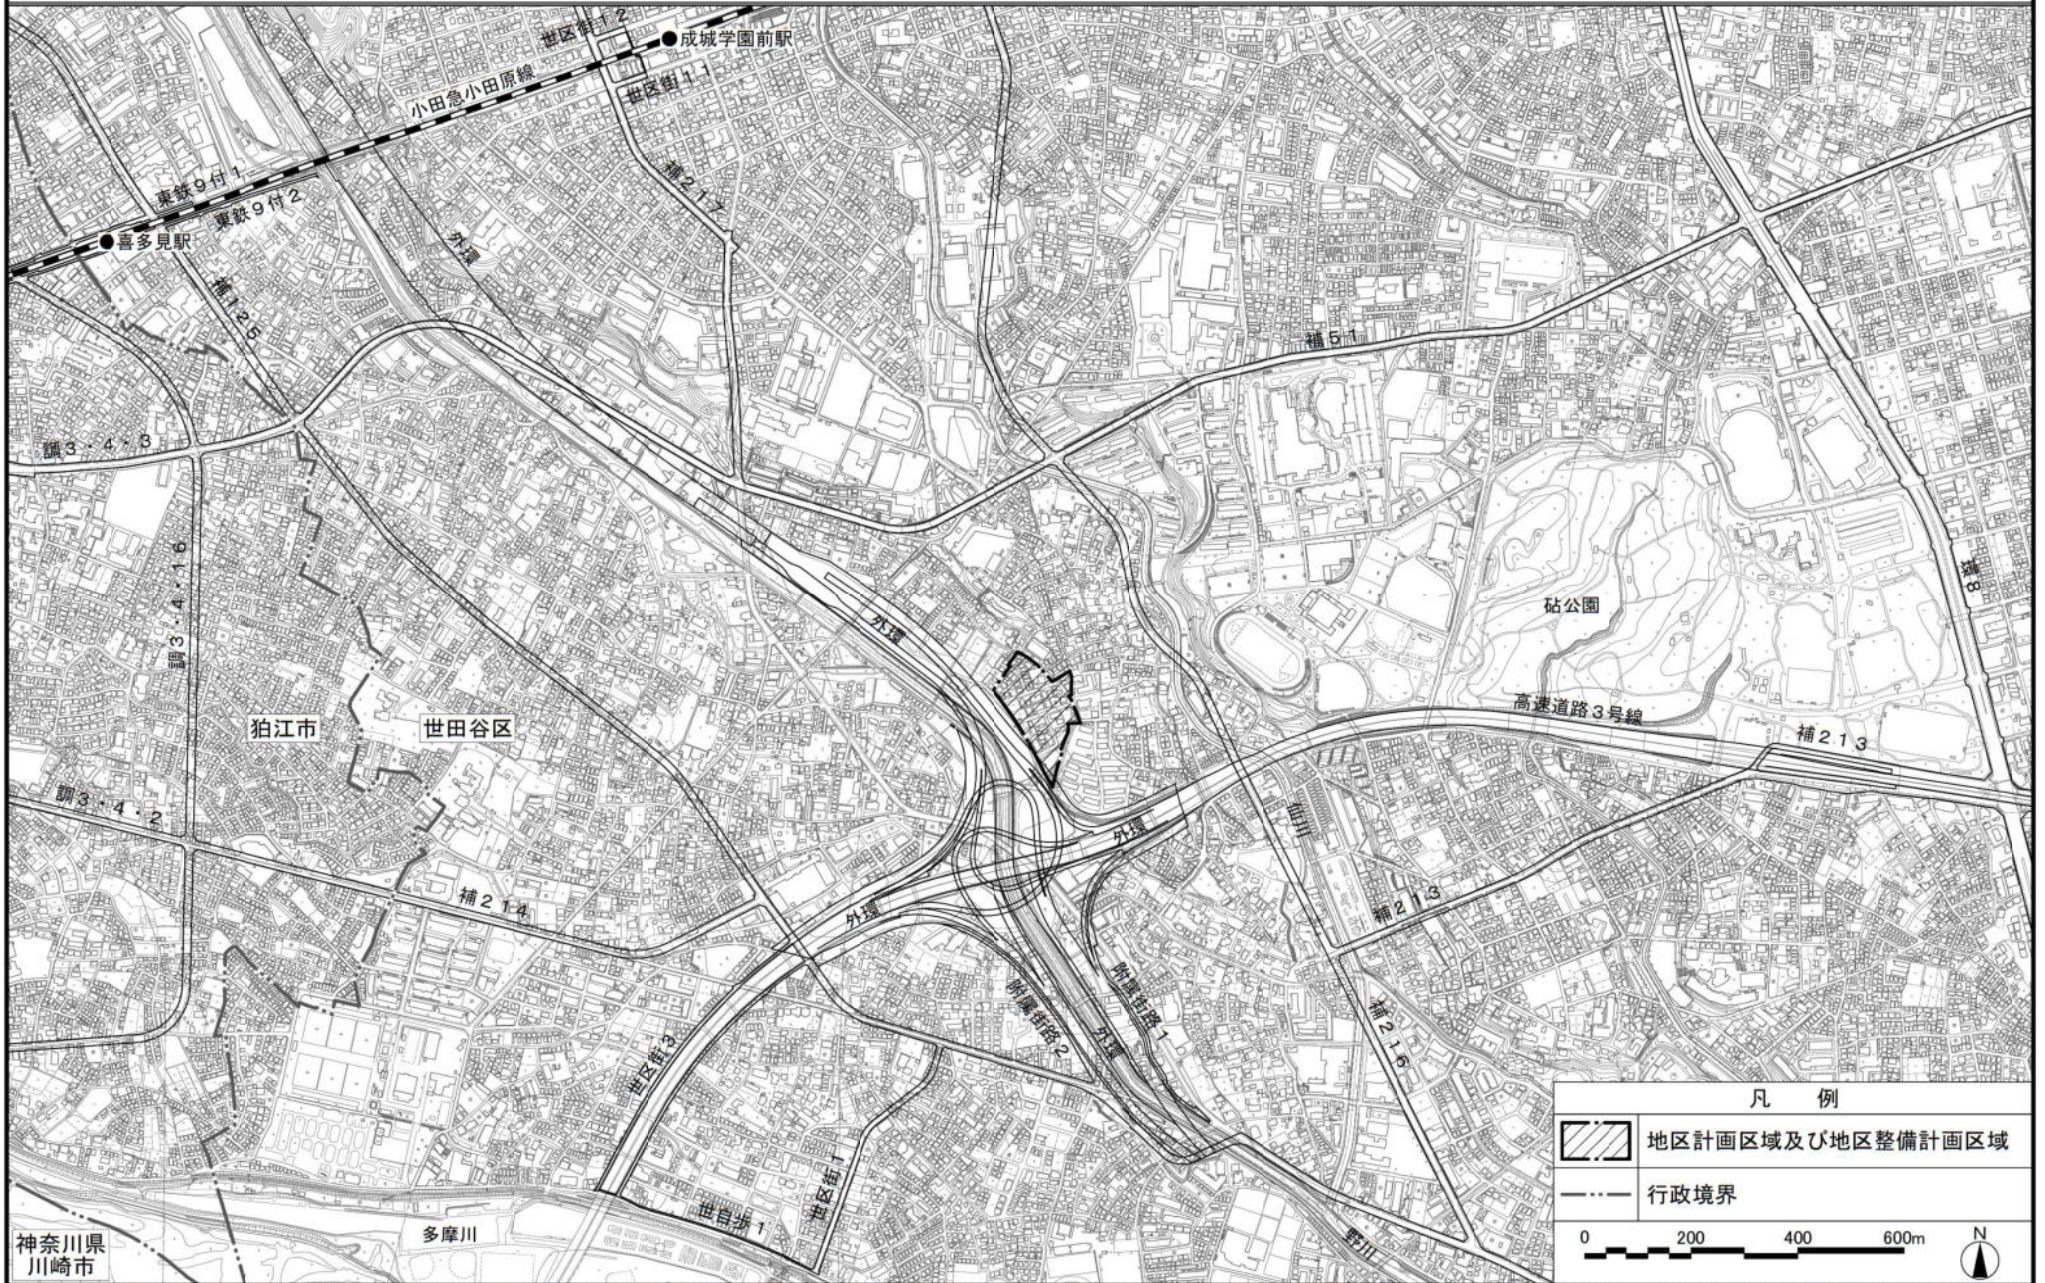 世区街12
●成城学園前駅
小田急小田原線
世区街11
東鉄9付1
東鉄9付2
●喜多見駅
補217
外環
補125
補51
調3・4・3
調3・4・16
環8
砧公園
外環
狛江市
世田谷区
高速道路3号線
補213
調3・4・2
仙川
外環
補214
外環
補213
附属街路1
附属街路2
外環
補216
世区街3
世区街1
世自歩1
多摩川
野川
神奈川県
川崎市
凡 例
地区計画区域及び地区整備計画区域
行政境界
0 200 400 600m
N